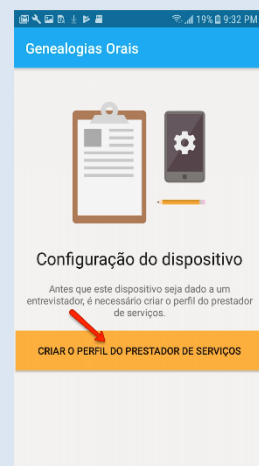 19% 9:32 PM
Genealogias Orais
Configuração do dispositivo
Antes que este dispositivo seja dado a um
entrevistador, é necessário criar o perfil do prestador
de serviços.
CRIAR O PERFIL DO PRESTADOR DE SERVIÇOS